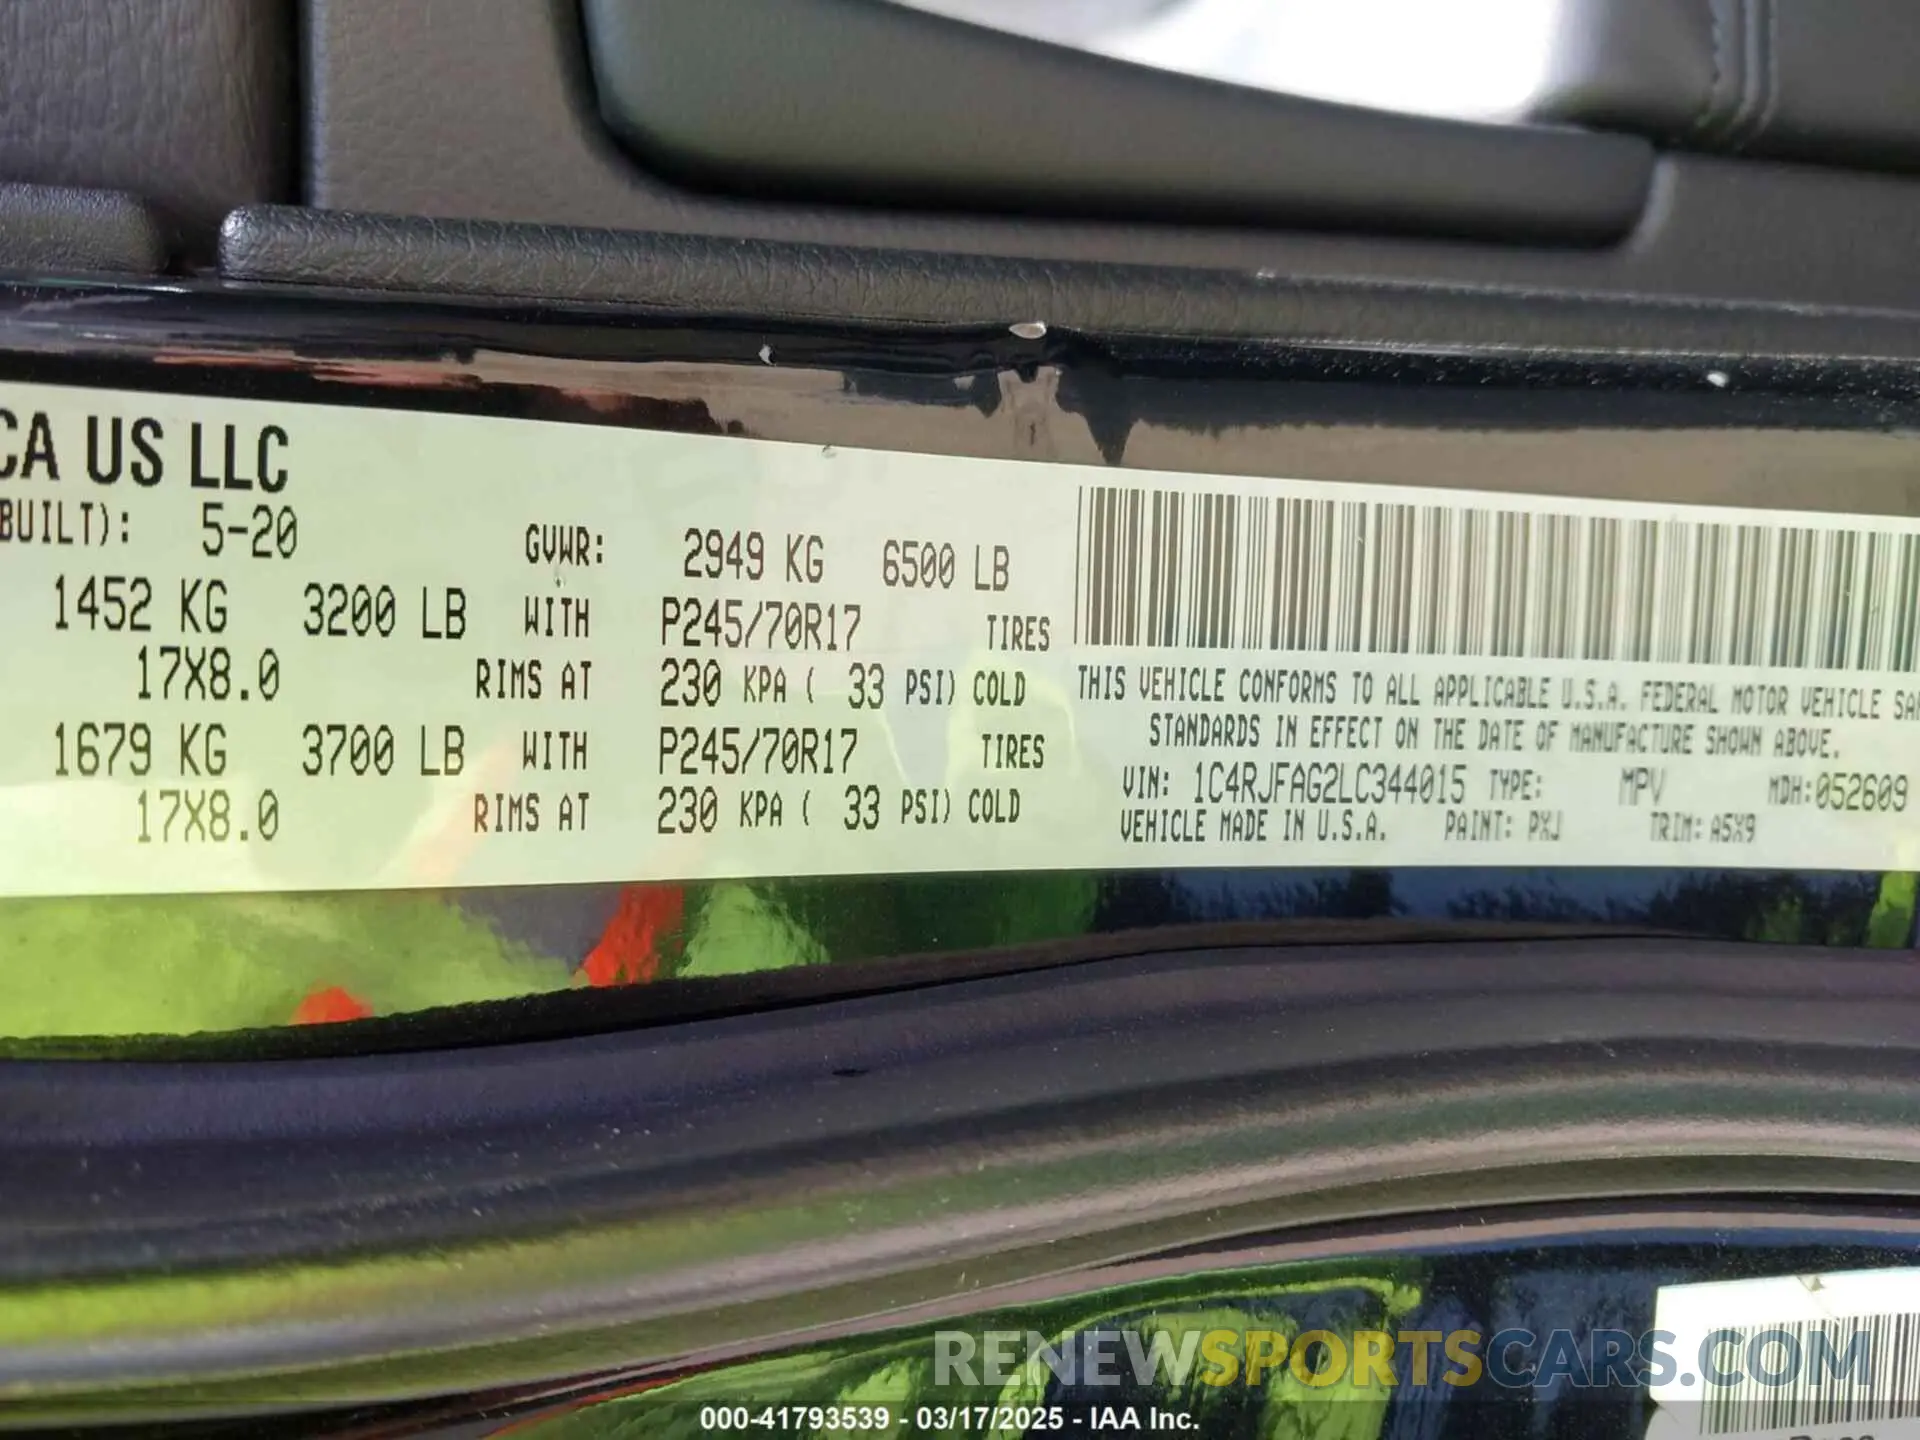 CA US LLC
BUILT): 5-20
GVWR: 2949 KG 6500 LB
1452 KG 3200 LB WITH P245/70R17 TIRES
17X8.0 RIMS AT 230 KPA ( 33 PSI) COLD
1679 KG 3700 LB WITH P245/70R17 TIRES
17X8.0 RIMS AT 230 KPA ( 33 PSI) COLD
THIS VEHICLE CONFORMS TO ALL APPLICABLE U.S.A. FEDERAL MOTOR VEHICLE SA
STANDARDS IN EFFECT ON THE DATE OF MANUFACTURE SHOWN ABOVE.
VIN: 1C4RJFAG2LC344015 TYPE: MPV MDH:052609
VEHICLE MADE IN U.S.A. PAINT: PXJ TRIM: A5X9
RENEWSPORTSCARS.COM
000-41793539 - 03/17/2025 - IAA Inc.